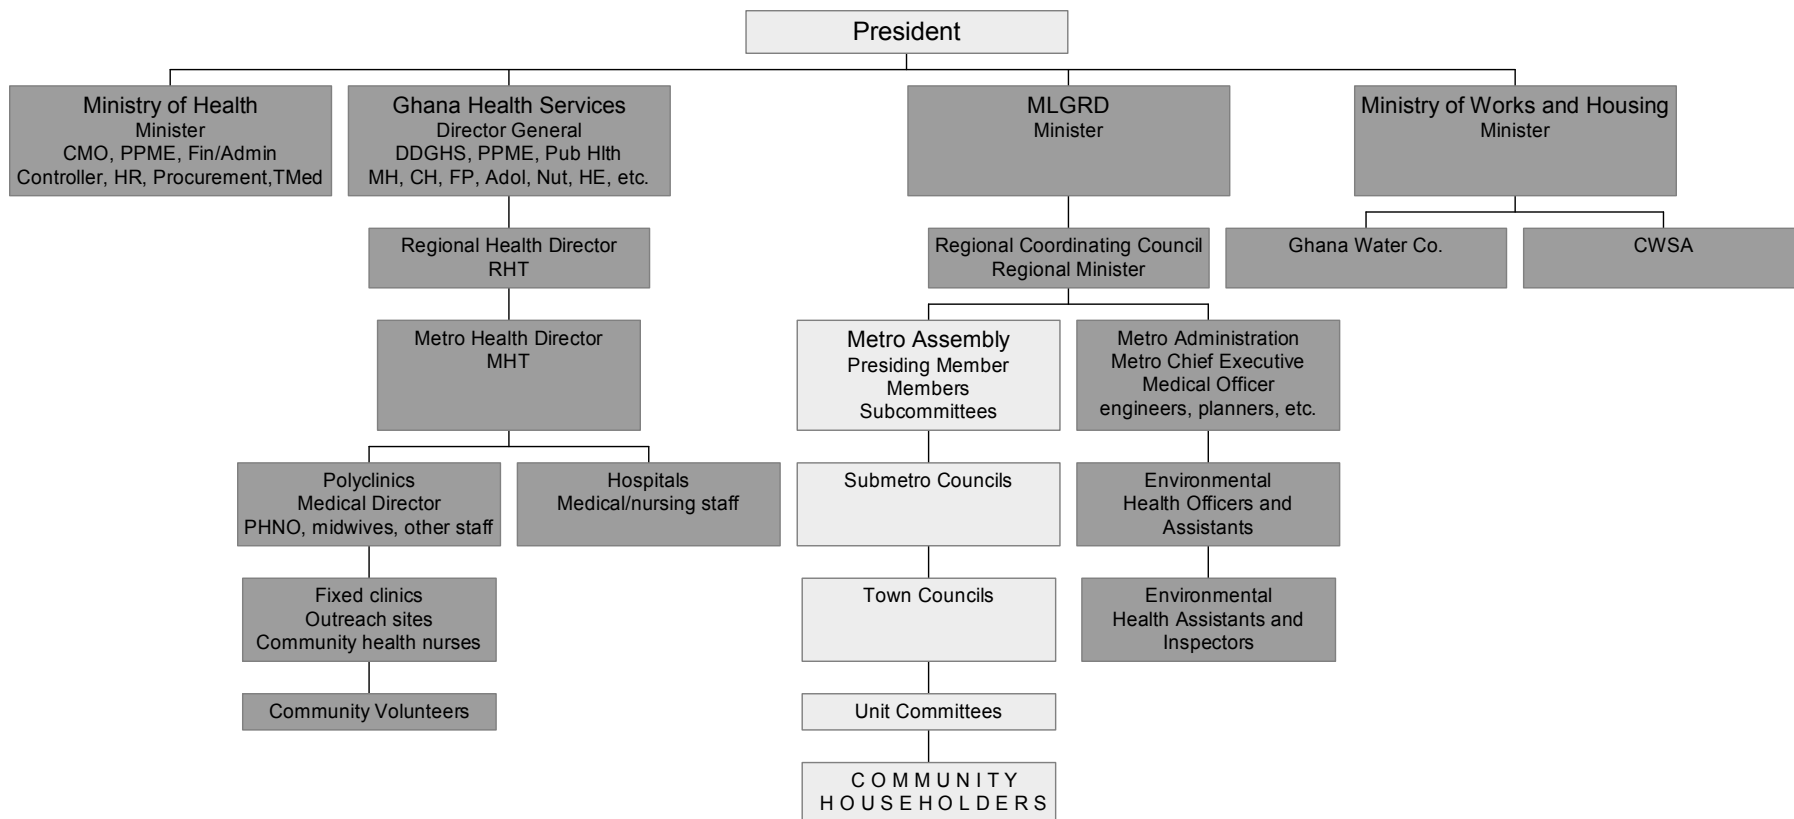 President
Ministry of Health
Minister
CMO, PPME, Fin/Admin
Controller, HR, Procurement,TMed
Ghana Health Services
Director General
DDGHS, PPME, Pub Hlth
MH, CH, FP, Adol, Nut, HE, etc.
MLGRD
Minister
Ministry of Works and Housing
Minister
Regional Health Director
RHT
Regional Coordinating Council
Regional Minister
Ghana Water Co.
CWSA
Metro Health Director
MHT
Metro Assembly
Presiding Member
Members
Subcommittees
Metro Administration
Metro Chief Executive
Medical Officer
engineers, planners, etc.
Polyclinics
Medical Director
PHNO, midwives, other staff
Hospitals
Medical/nursing staff
Submetro Councils
Environmental
Health Officers and
Assistants
Fixed clinics
Outreach sites
Community health nurses
Town Councils
Environmental
Health Assistants and
Inspectors
Community Volunteers
Unit Committees
COMMUNITY
HOUSEHOLDERS